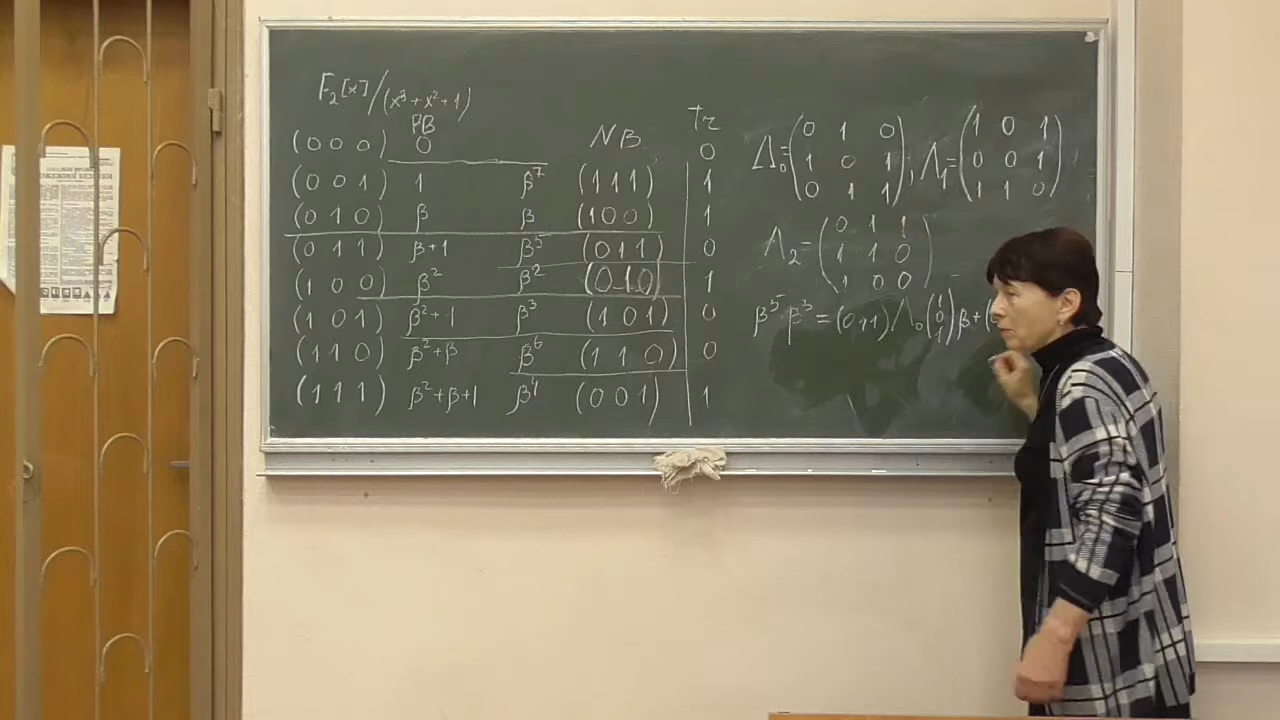 F₂[x]/(x³+x²+1)
PB NB Tr
(0 0 0) 0 0
(0 0 1) 1 β⁷ (1 1 1) 1
(0 1 0) β β (1 0 0) 1
(0 1 1) β+1 β⁵ (0 1 1) 0
(1 0 0) β² β² (0 1 0) 1
(1 0 1) β²+1 β³ (1 0 1) 0
(1 1 0) β²+β β⁶ (1 1 0) 0
(1 1 1) β²+β+1 β⁴ (0 0 1) 1
Λ₀= (0 1 0
1 0 1
0 1 1), Λ₁= (1 0 1
0 0 1
1 1 0)
Λ₂= (0 1 1
1 1 0
1 0 0)
β⁵·β³ = (0 1 1) Λ₀ (1 0 1) β + (